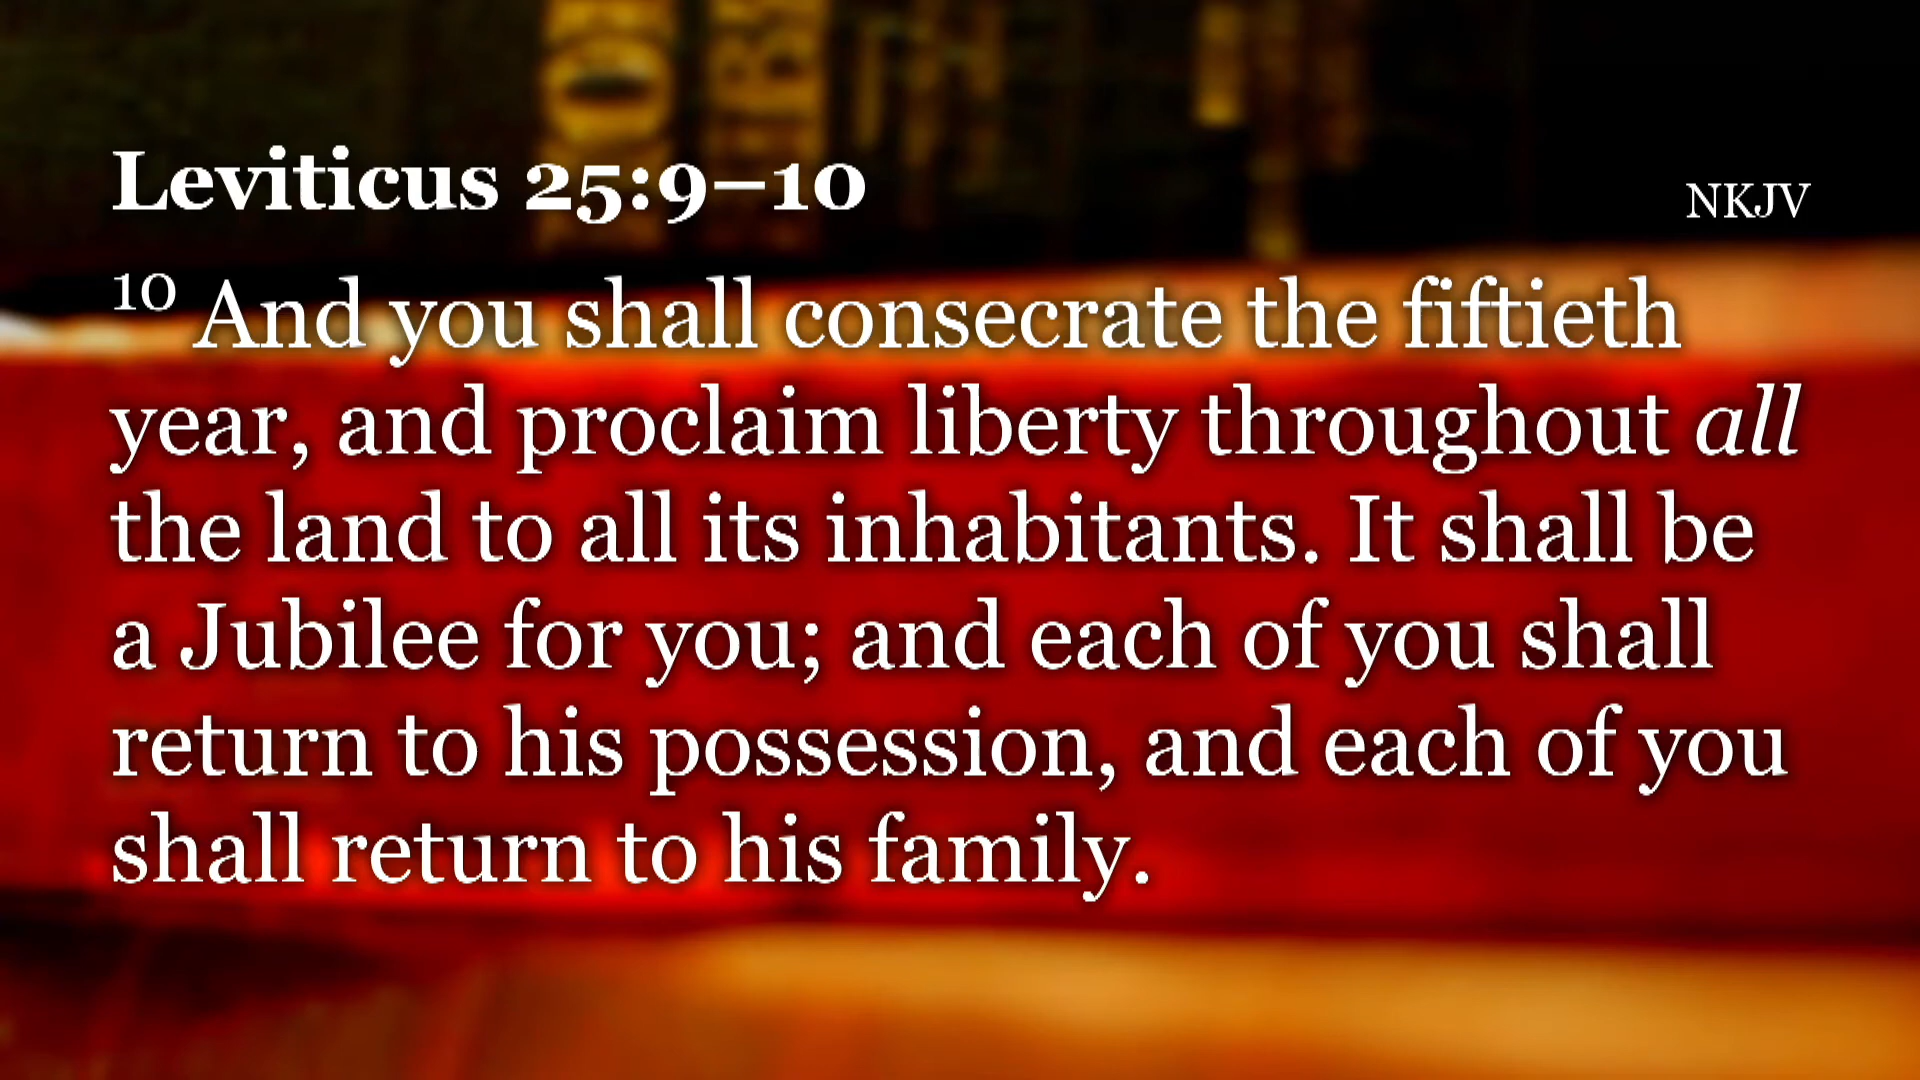 Leviticus 25:9–10
NKJV
10 And you shall consecrate the fiftieth
year, and proclaim liberty throughout all
the land to all its inhabitants. It shall be
a Jubilee for you; and each of you shall
return to his possession, and each of you
shall return to his family.